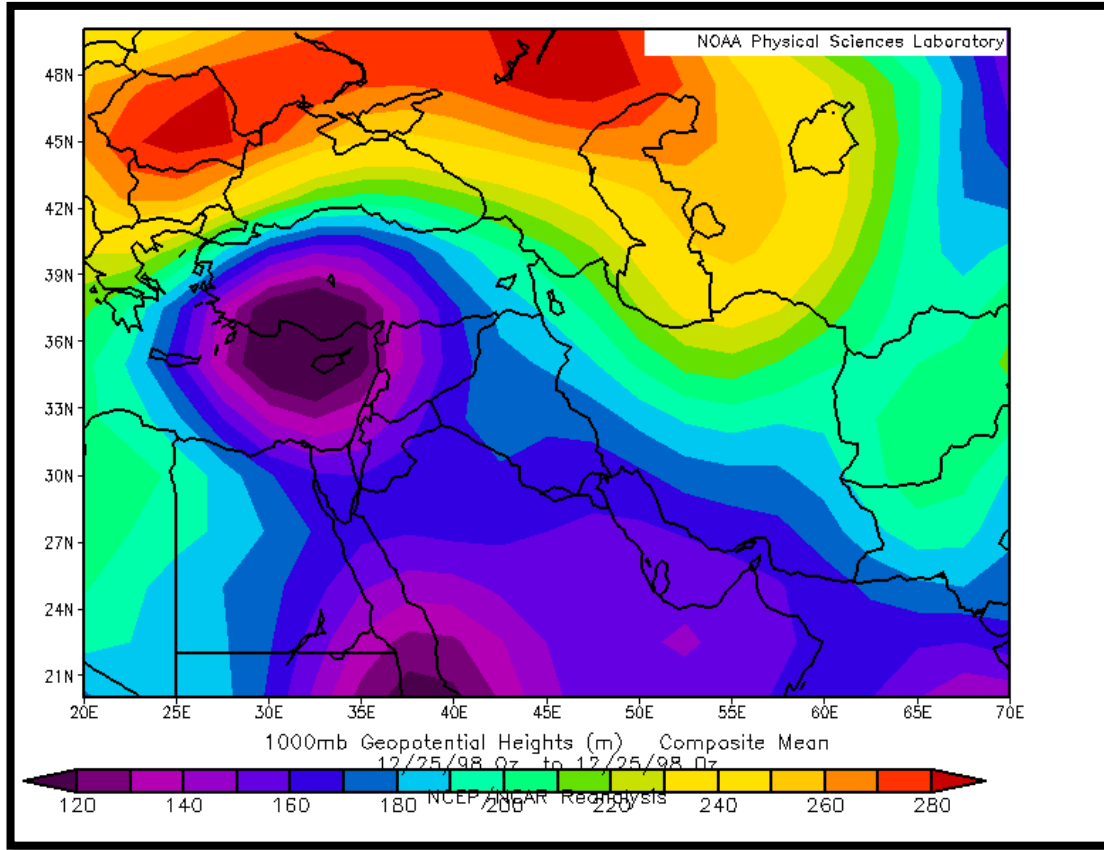 NOAA Physical Sciences Laboratory
48N
45N
42N
39N
36N
33N
30N
27N
24N
21N
20E 25E 30E 35E 40E 45E 50E 55E 60E 65E 70E
1000mb Geopotential Heights (m) Composite Mean
12/25/98 0z to 12/25/98 0z
NCEP/NCAR Reanalysis
120 140 160 180 200 220 240 260 280